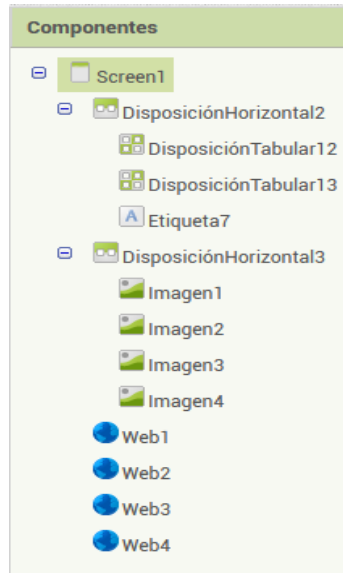 Componentes
Screen1
DisposiciónHorizontal2
DisposiciónTabular12
DisposiciónTabular13
A Etiqueta7
DisposiciónHorizontal3
Imagen1
Imagen2
Imagen3
Imagen4
Web1
Web2
Web3
Web4